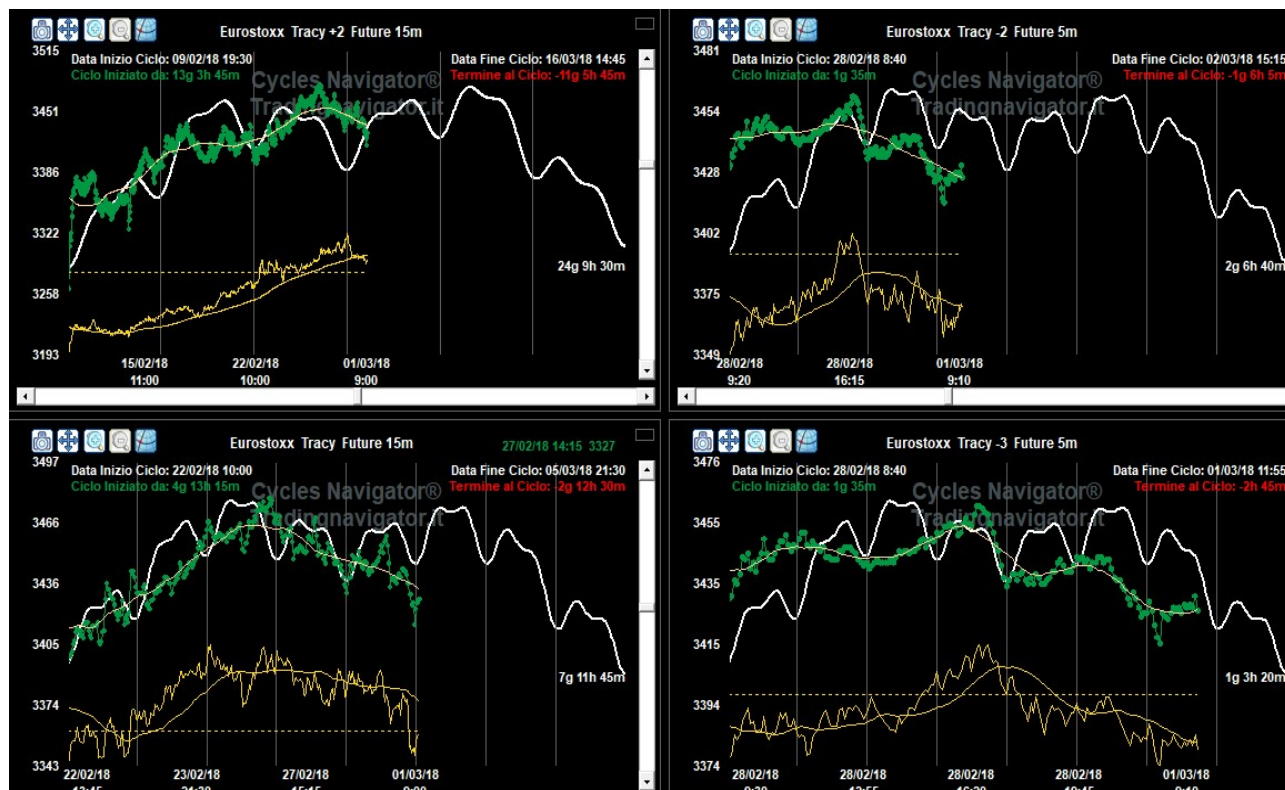 Eurostoxx Tracy +2 Future 15m
3515
Data Inizio Ciclo: 09/02/18 19:30
Data Fine Ciclo: 16/03/18 14:45
Ciclo Iniziato da: 13g 3h 45m
Termine al Ciclo: -11g 5h 45m
Cycles Navigator®
Tradingnavigator.it
3451
3386
3322
24g 9h 30m
3258
3193
15/02/18
22/02/18
01/03/18
11:00
10:00
9:00
Eurostoxx Tracy -2 Future 5m
3481
Data Inizio Ciclo: 28/02/18 8:40
Data Fine Ciclo: 02/03/18 15:15
Ciclo Iniziato da: 1g 35m
Termine al Ciclo: -1g 6h 5m
Cycles Navigator®
Tradingnavigator.it
3454
3428
3402
2g 6h 40m
3375
3349
28/02/18
28/02/18
01/03/18
9:20
16:15
9:10
Eurostoxx Tracy Future 15m
27/02/18 14:15 3327
3497
Data Inizio Ciclo: 22/02/18 10:00
Data Fine Ciclo: 05/03/18 21:30
Ciclo Iniziato da: 4g 13h 15m
Termine al Ciclo: -2g 12h 30m
Cycles Navigator®
Tradingnavigator.it
3466
3436
3405
7g 11h 45m
3374
3343
22/02/18
23/02/18
27/02/18
01/03/18
Eurostoxx Tracy -3 Future 5m
3476
Data Inizio Ciclo: 28/02/18 8:40
Data Fine Ciclo: 01/03/18 11:55
Ciclo Iniziato da: 1g 35m
Termine al Ciclo: -2h 45m
Cycles Navigator®
Tradingnavigator.it
3455
3435
3415
1g 3h 20m
3394
3374
28/02/18
28/02/18
28/02/18
28/02/18
01/03/18